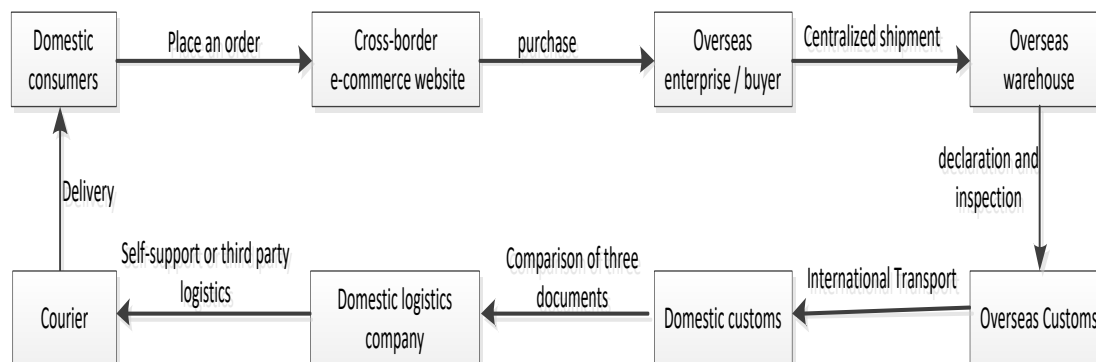 Domestic
consumers
Place an order
Cross-border
e-commerce website
purchase
Overseas
enterprise / buyer
Centralized shipment
Overseas
warehouse
declaration and
inspection
Delivery
Self-support or third party
logistics
Comparison of three
documents
International Transport
Courier
Domestic logistics
company
Domestic customs
Overseas Customs